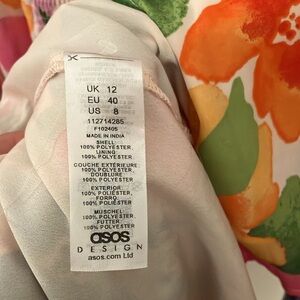 UK 12
EU 40
US 8
112714285
F102405
MADE IN INDIA
SHELL:
100% POLYESTER
LINING:
100% POLYESTER
COUCHE EXTÉRIEURE:
100% POLYESTER,
DOUBLURE:
100% POLYESTER
EXTERIOR:
100% POLIÉSTER,
FORRO:
100% POLIÉSTER
MUSCHEL:
100% POLYESTER
FUTTER:
100% POLYESTER
asos
DESIGN
asos.com Ltd